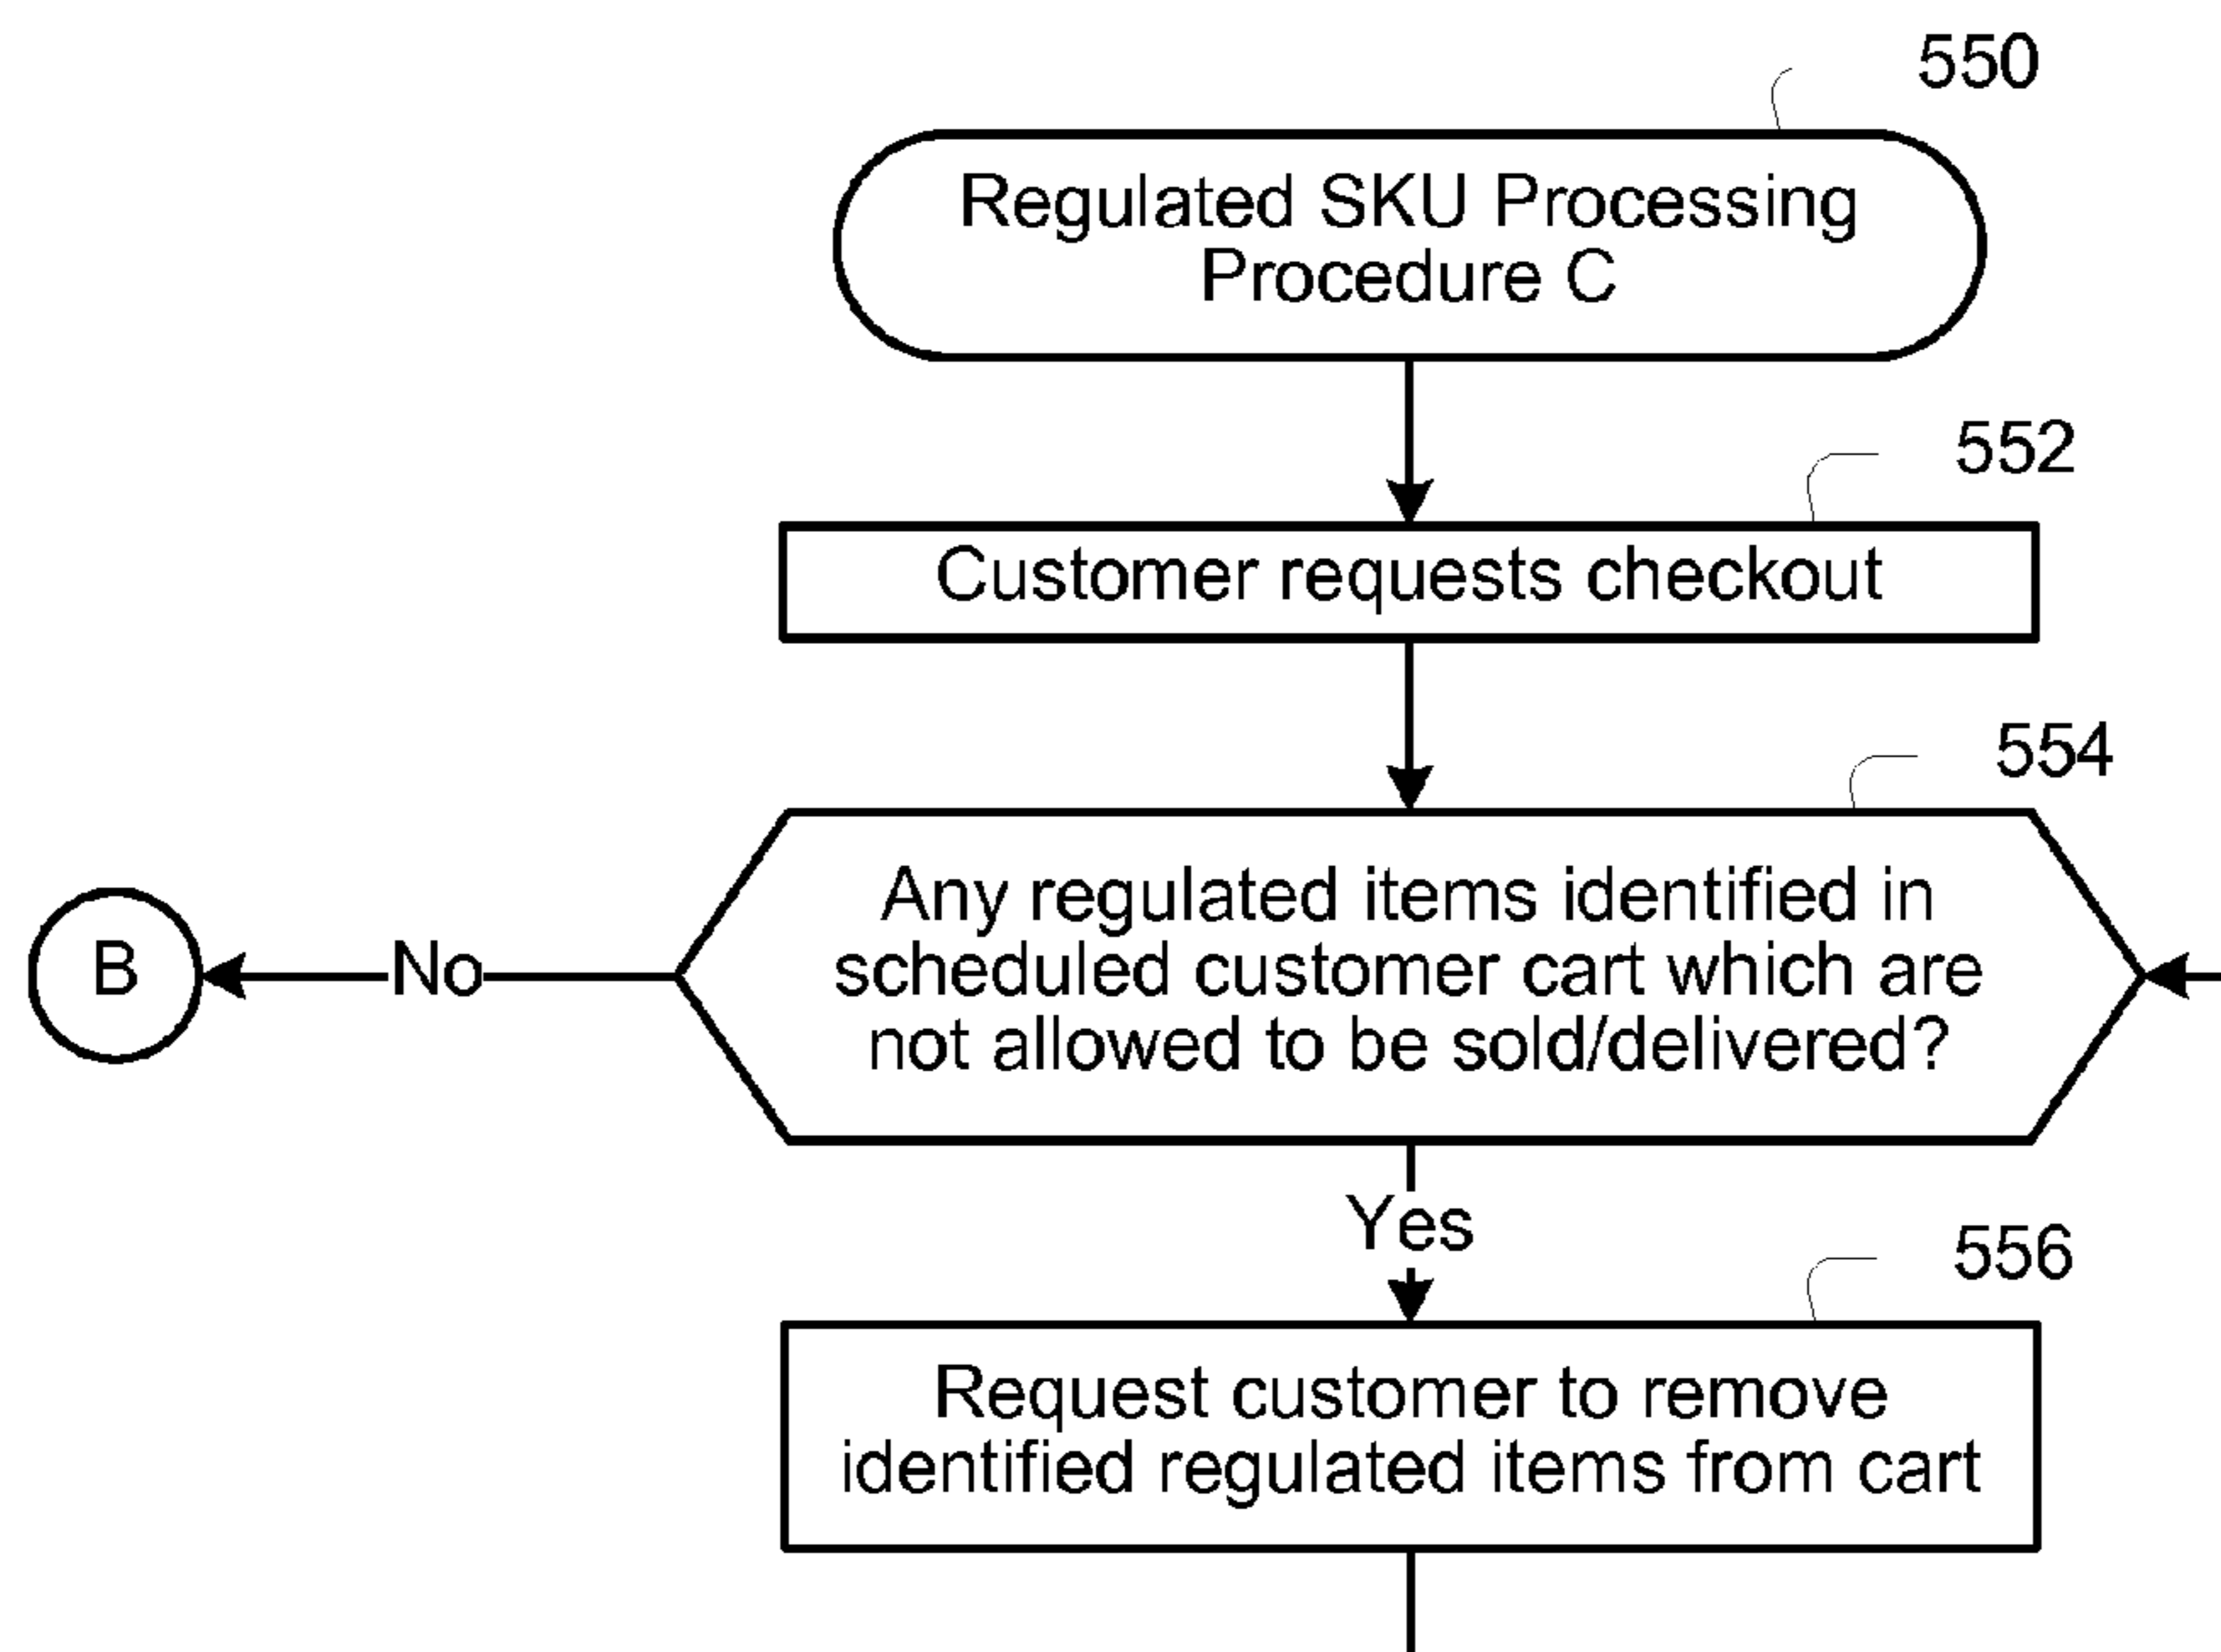 550
Regulated SKU Processing
Procedure C
552
Customer requests checkout
554
Any regulated items identified in
scheduled customer cart which are
not allowed to be sold/delivered?
B
No
Yes
556
Request customer to remove
identified regulated items from cart